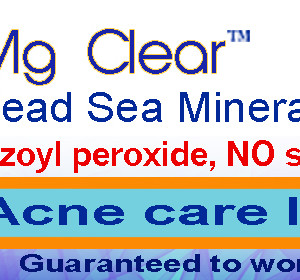 Mg Clear™
ead Sea Minera
zoyl peroxide, NO s
Acne care l
Guaranteed to wo